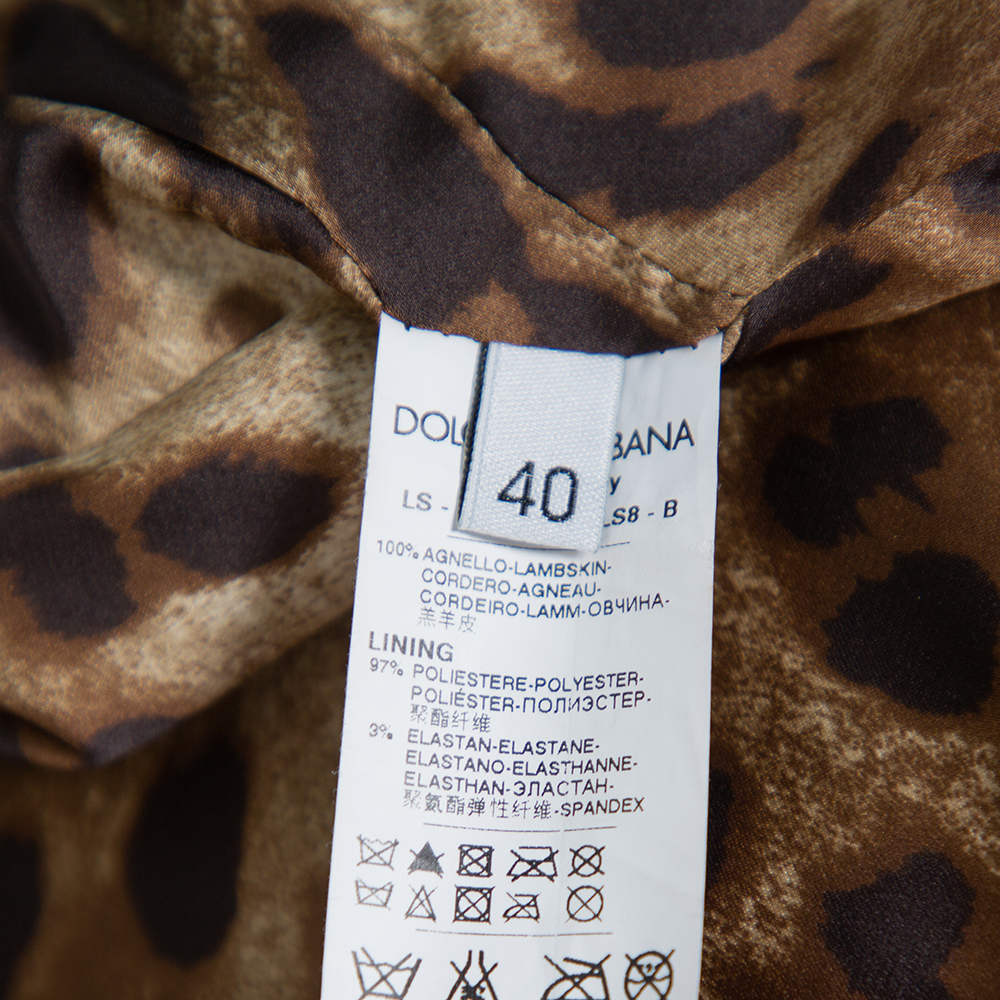 BANA
40
y
LS -
LS8 - B
100% AGNELLO-LAMBSKIN-
CORDERO-AGNEAU-
CORDEIRO-LAMM-ОВЧИНА-
羔羊皮
LINING
97% POLIESTERE-POLYESTER-
POLIÉSTER-ПОЛИЭСТЕР-
聚酯纤维
3% ELASTAN-ELASTANE-
ELASTANO-ELASTHANNE-
ELASTHAN-ЭЛАСТАН-
聚氨酯弹性纤维-SPANDEX